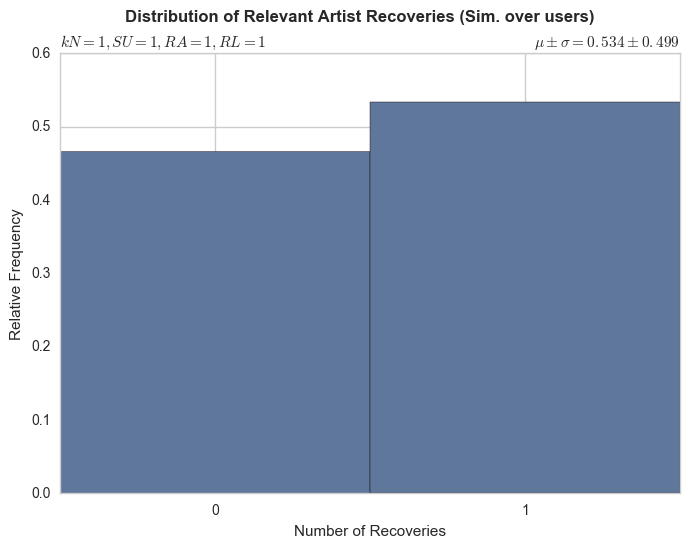 Distribution of Relevant Artist Recoveries (Sim. over users)
kN = 1, SU = 1, RA = 1, RL = 1
μ ± σ = 0.534 ± 0.499
0.6
0.5
0.4
0.3
0.2
0.1
0.0
Relative Frequency
0 1
Number of Recoveries